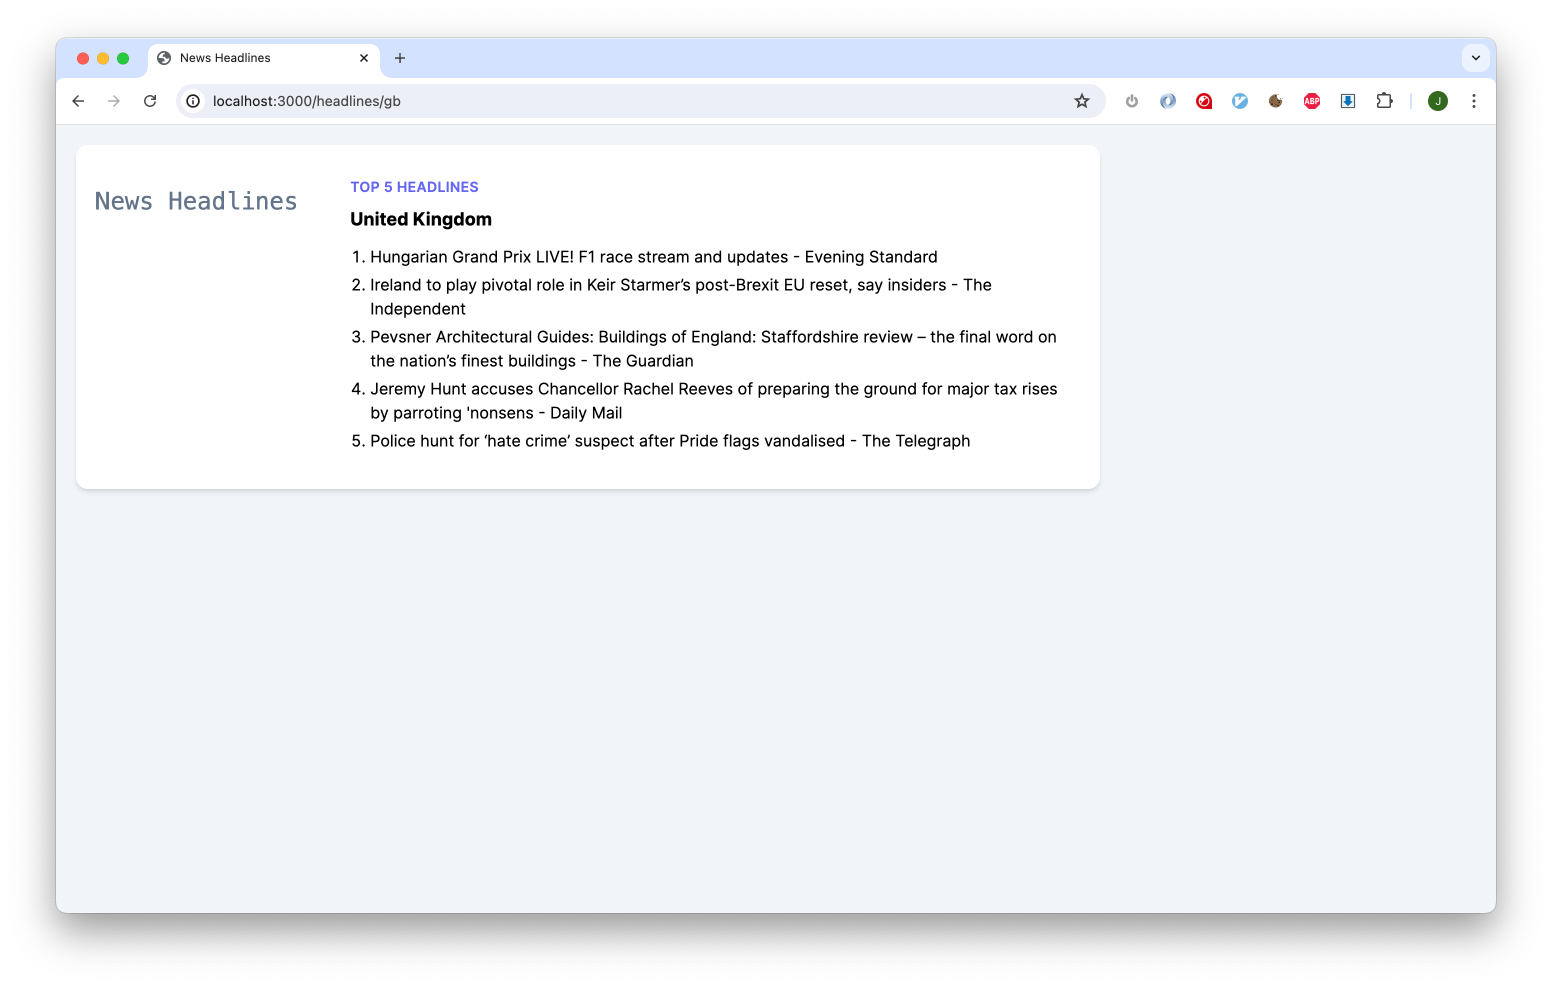 News Headlines
localhost:3000/headlines/gb
ABP
J
News Headlines
TOP 5 HEADLINES
United Kingdom
1. Hungarian Grand Prix LIVE! F1 race stream and updates - Evening Standard
2. Ireland to play pivotal role in Keir Starmer’s post-Brexit EU reset, say insiders - The
Independent
3. Pevsner Architectural Guides: Buildings of England: Staffordshire review – the final word on
the nation’s finest buildings - The Guardian
4. Jeremy Hunt accuses Chancellor Rachel Reeves of preparing the ground for major tax rises
by parroting 'nonsens - Daily Mail
5. Police hunt for ‘hate crime’ suspect after Pride flags vandalised - The Telegraph